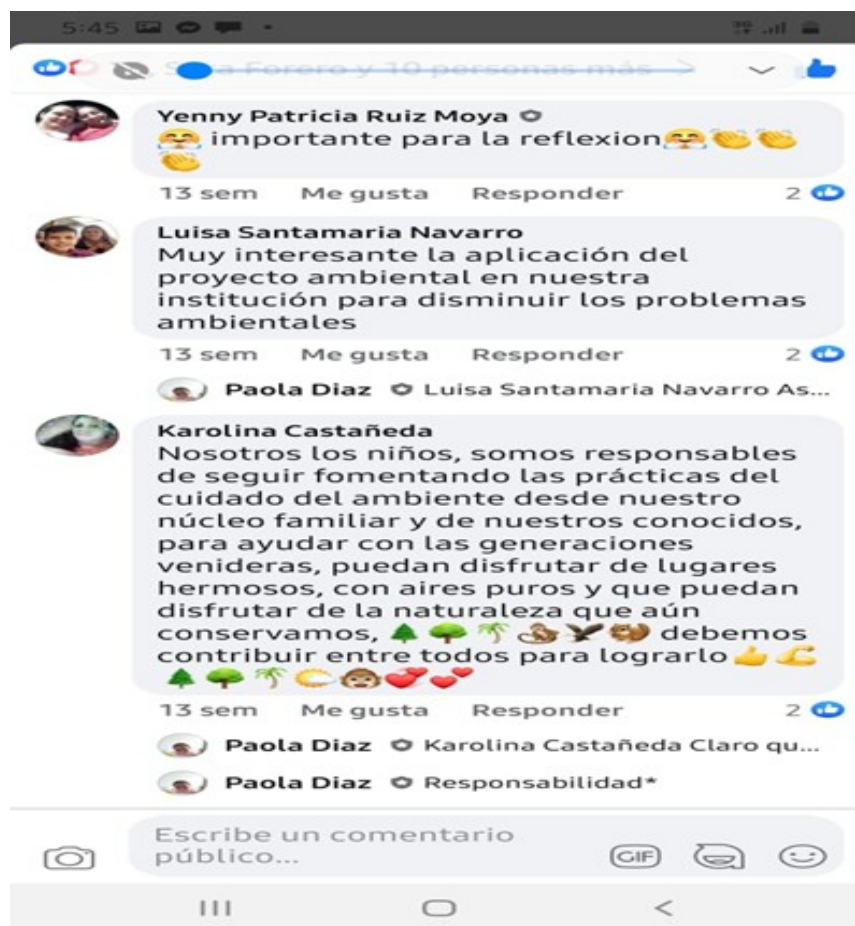 5:45
a Forero y 10 personas más >
Yenny Patricia Ruiz Moya
🤗 importante para la reflexion🤗👏👏
👏
13 sem Me gusta Responder 2
Luisa Santamaria Navarro
Muy interesante la aplicación del
proyecto ambiental en nuestra
institución para disminuir los problemas
ambientales
13 sem Me gusta Responder 2
Paola Diaz Luisa Santamaria Navarro As...
Karolina Castañeda
Nosotros los niños, somos responsables
de seguir fomentando las prácticas del
cuidado del ambiente desde nuestro
núcleo familiar y de nuestros conocidos,
para ayudar con las generaciones
venideras, puedan disfrutar de lugares
hermosos, con aires puros y que puedan
disfrutar de la naturaleza que aún
conservamos, 🌲🌳🌴🐒🦅🐿 debemos
contribuir entre todos para lograrlo👍💪
🌲🌳🌴🌤🐵💞💕
13 sem Me gusta Responder 2
Paola Diaz Karolina Castañeda Claro qu...
Paola Diaz Responsabilidad*
Escribe un comentario
público...
GIF